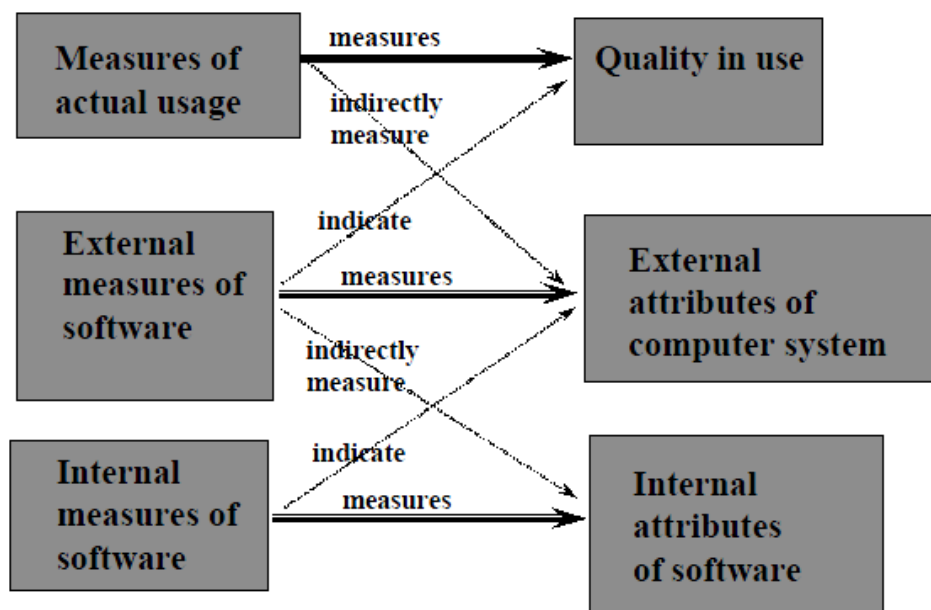 Measures of
actual usage
measures
Quality in use
indirectly
measure
indicate
External
measures of
software
measures
External
attributes of
computer system
indirectly
measure
indicate
Internal
measures of
software
measures
Internal
attributes
of software